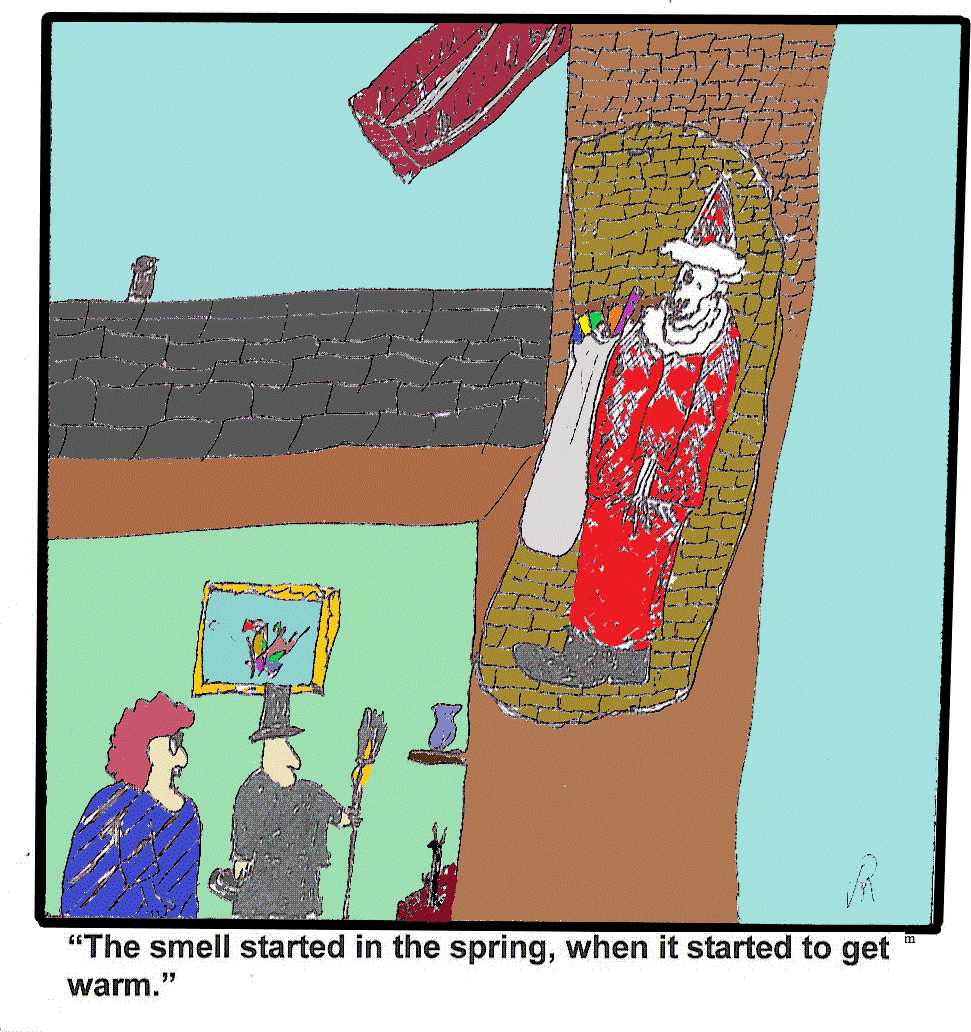 “The smell started in the spring, when it started to get
m
warm.”